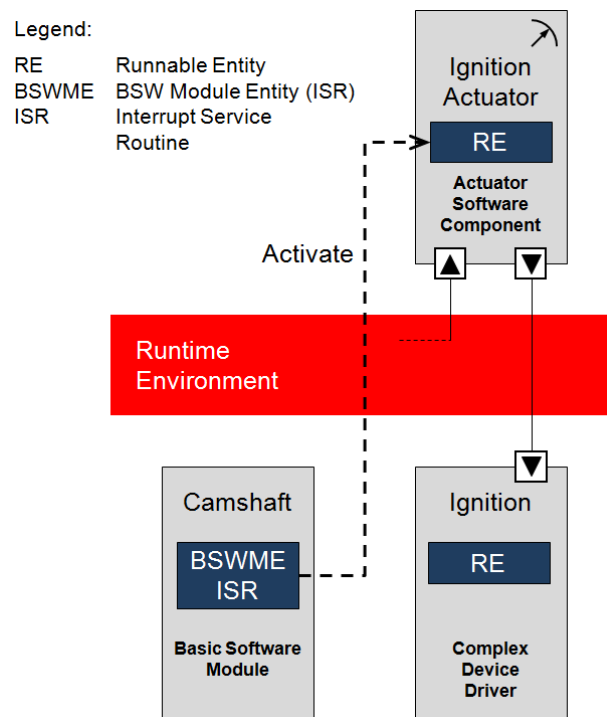 Legend:
RE Runnable Entity
BSWME BSW Module Entity (ISR)
ISR Interrupt Service
Routine
Ignition
Actuator
RE
Actuator
Software
Component
Activate
Runtime
Environment
Camshaft
BSWME
ISR
Basic Software
Module
Ignition
RE
Complex
Device
Driver